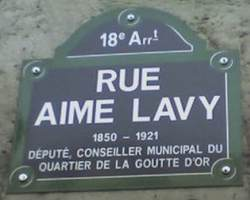 18e Arrt
RUE
AIME LAVY
1850 - 1921
DÉPUTÉ, CONSEILLER MUNICIPAL DU
QUARTIER DE LA GOUTTE D'OR